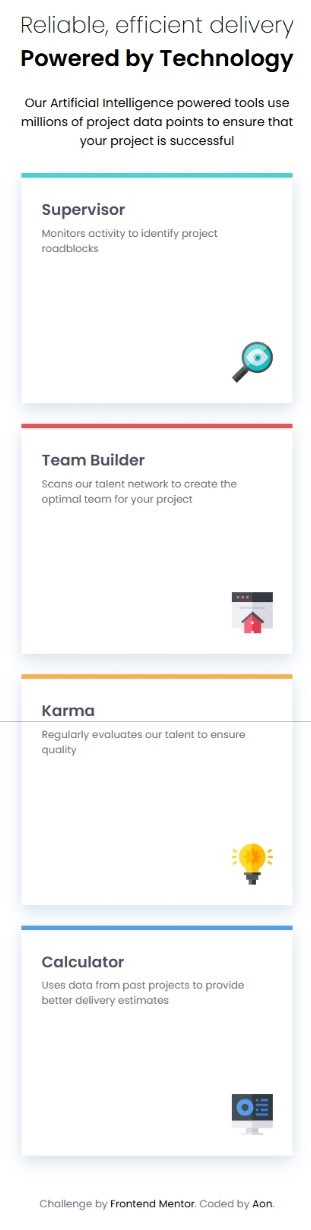 Reliable, efficient delivery
Powered by Technology
Our Artificial Intelligence powered tools use
millions of project data points to ensure that
your project is successful
Supervisor
Monitors activity to identify project
roadblocks
Team Builder
Scans our talent network to create the
optimal team for your project
Karma
Regularly evaluates our talent to ensure
quality
Calculator
Uses data from past projects to provide
better delivery estimates
Challenge by Frontend Mentor. Coded by Aon.